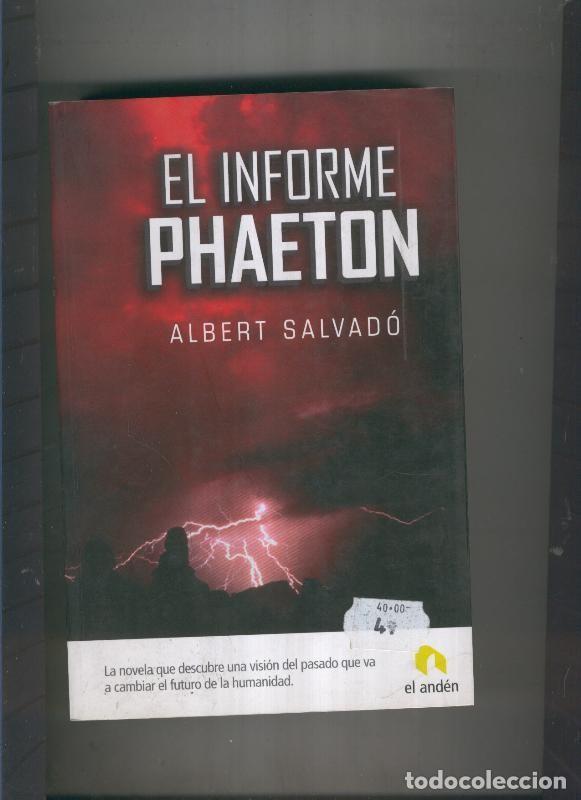 EL INFORME
PHAETON
ALBERT SALVADÓ
40·00
La novela que descubre una visión del pasado que va
a cambiar el futuro de la humanidad.
el andén
todocoleccion